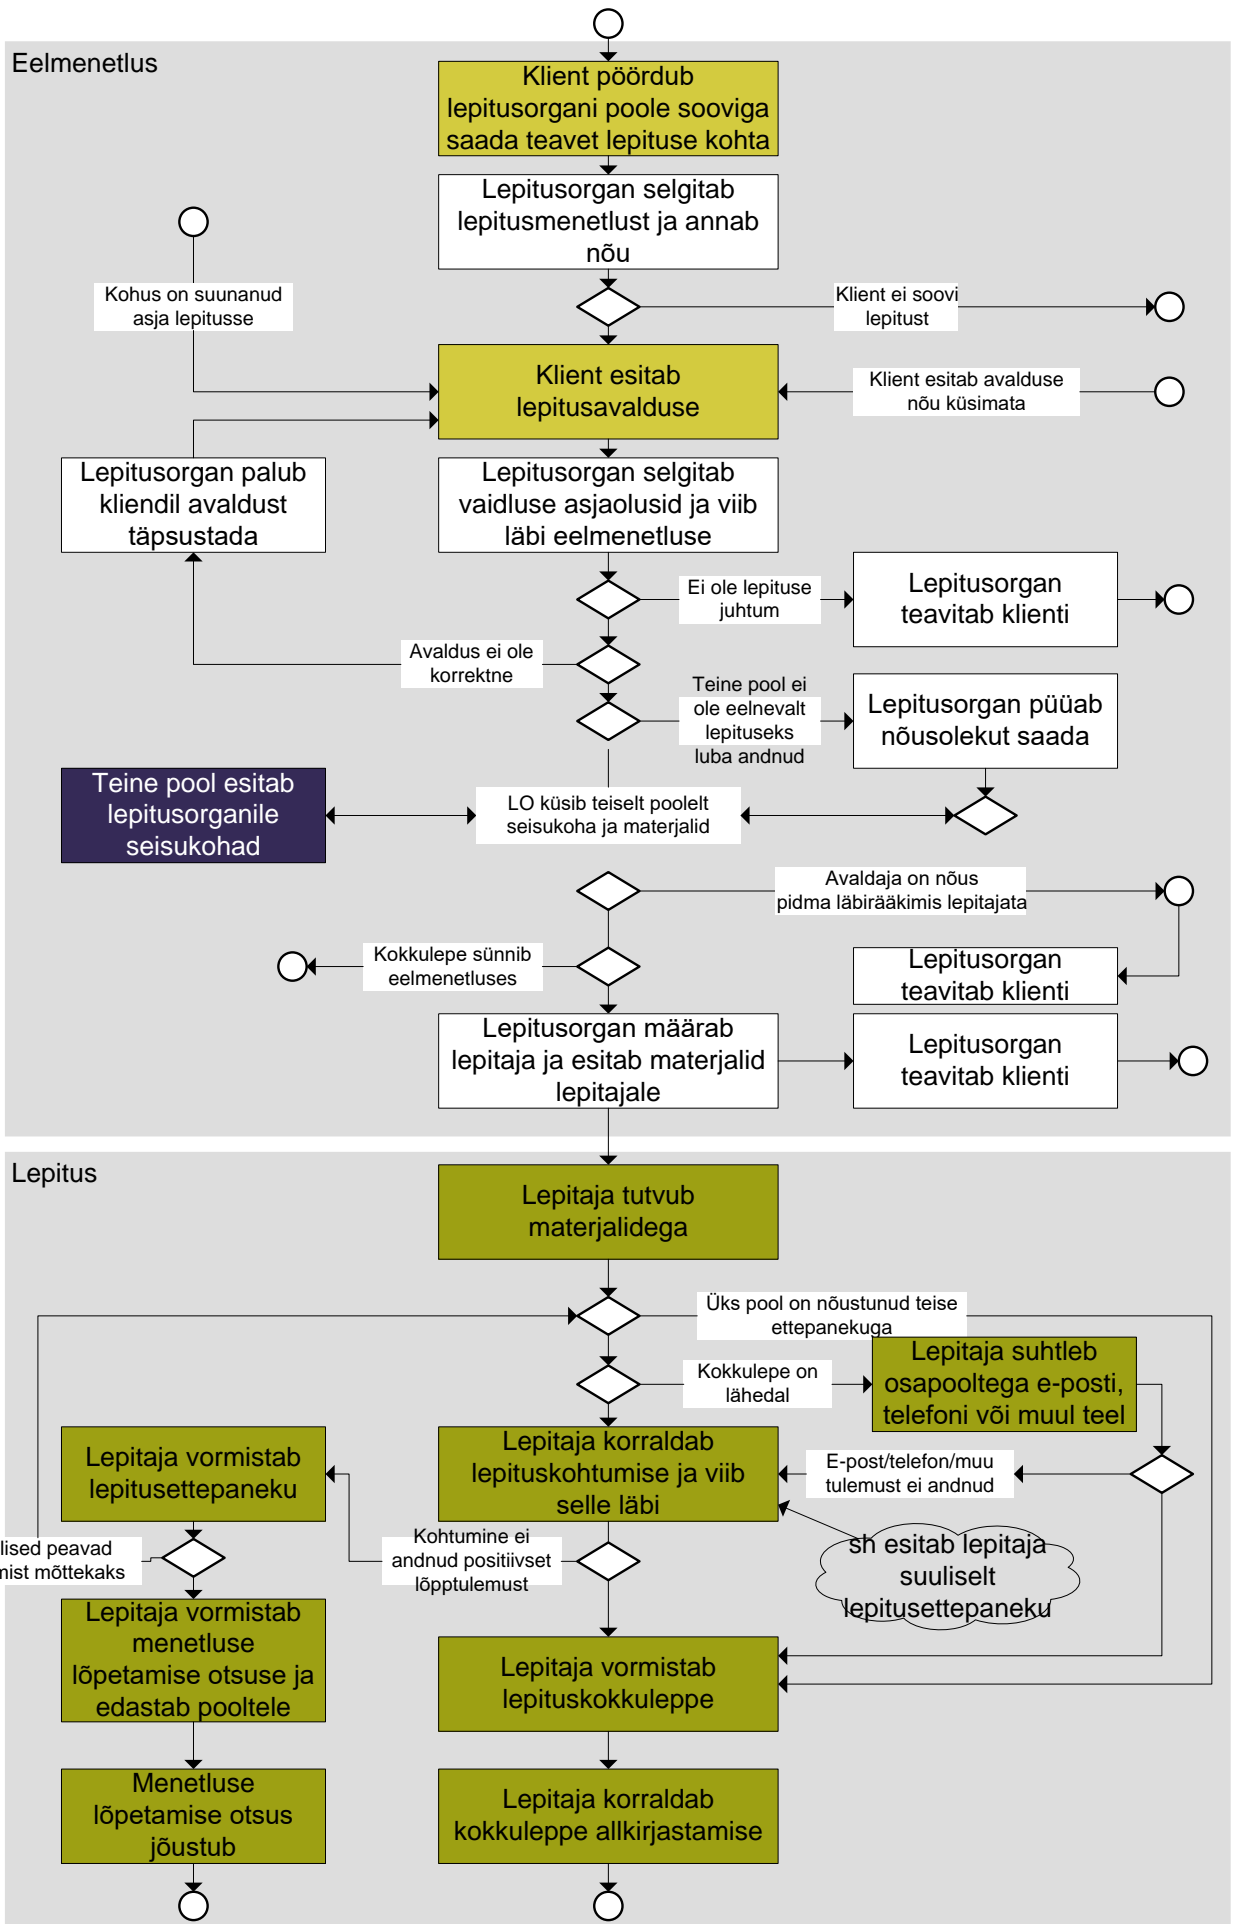 Eelmenetlus
Klient pöördub
lepitusorgani poole sooviga
saada teavet lepituse kohta
Lepitusorgan selgitab
lepitusmenetlust ja annab
nõu
Kohus on suunanud
asja lepitusse
Klient ei soovi
lepitust
Klient esitab
lepitusavalduse
Klient esitab avalduse
nõu küsimata
Lepitusorgan palub
kliendil avaldust
täpsustada
Lepitusorgan selgitab
vaidluse asjaolusid ja viib
läbi eelmenetluse
Ei ole lepituse
juhtum
Lepitusorgan
teavitab klienti
Avaldus ei ole
korrektne
Teine pool ei
ole eelnevalt
lepituseks
luba andnud
Lepitusorgan püüab
nõusolekut saada
Teine pool esitab
lepitusorganile
seisukohad
LO küsib teiselt poolelt
seisukoha ja materjalid
Avaldaja on nõus
pidma läbirääkimis lepitajata
Kokkulepe sünnib
eelmenetluses
Lepitusorgan
teavitab klienti
Lepitusorgan määrab
lepitaja ja esitab materjalid
lepitajale
Lepitusorgan
teavitab klienti
Lepitus
Lepitaja tutvub
materjalidega
Üks pool on nõustunud teise
ettepanekuga
Kokkulepe on
lähedal
Lepitaja suhtleb
osapooltega e-posti,
telefoni või muul teel
Lepitaja vormistab
lepitusettepaneku
Lepitaja korraldab
lepituskohtumise ja viib
selle läbi
E-post/telefon/muu
tulemust ei andnud
lised peavad
mist mõttekaks
Kohtumine ei
andnud positiivset
lõpptulemust
sh esitab lepitaja
suuliselt
lepitusettepaneku
Lepitaja vormistab
menetluse
lõpetamise otsuse ja
edastab pooltele
Lepitaja vormistab
lepituskokkuleppe
Menetluse
lõpetamise otsus
jõustub
Lepitaja korraldab
kokkuleppe allkirjastamise